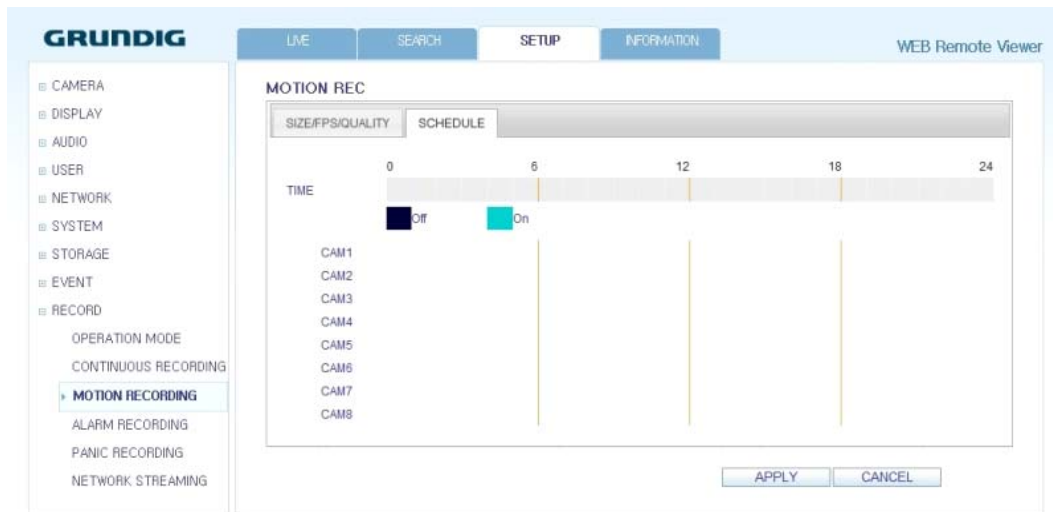 GRUNDIG
LIVE SEARCH SETUP INFORMATION
WEB Remote Viewer
CAMERA
DISPLAY
AUDIO
USER
NETWORK
SYSTEM
STORAGE
EVENT
RECORD
OPERATION MODE
CONTINUOUS RECORDING
MOTION RECORDING
ALARM RECORDING
PANIC RECORDING
NETWORK STREAMING
MOTION REC
SIZE/FPS/QUALITY SCHEDULE
0 6 12 18 24
TIME
Off On
CAM1
CAM2
CAM3
CAM4
CAM5
CAM6
CAM7
CAM8
APPLY CANCEL